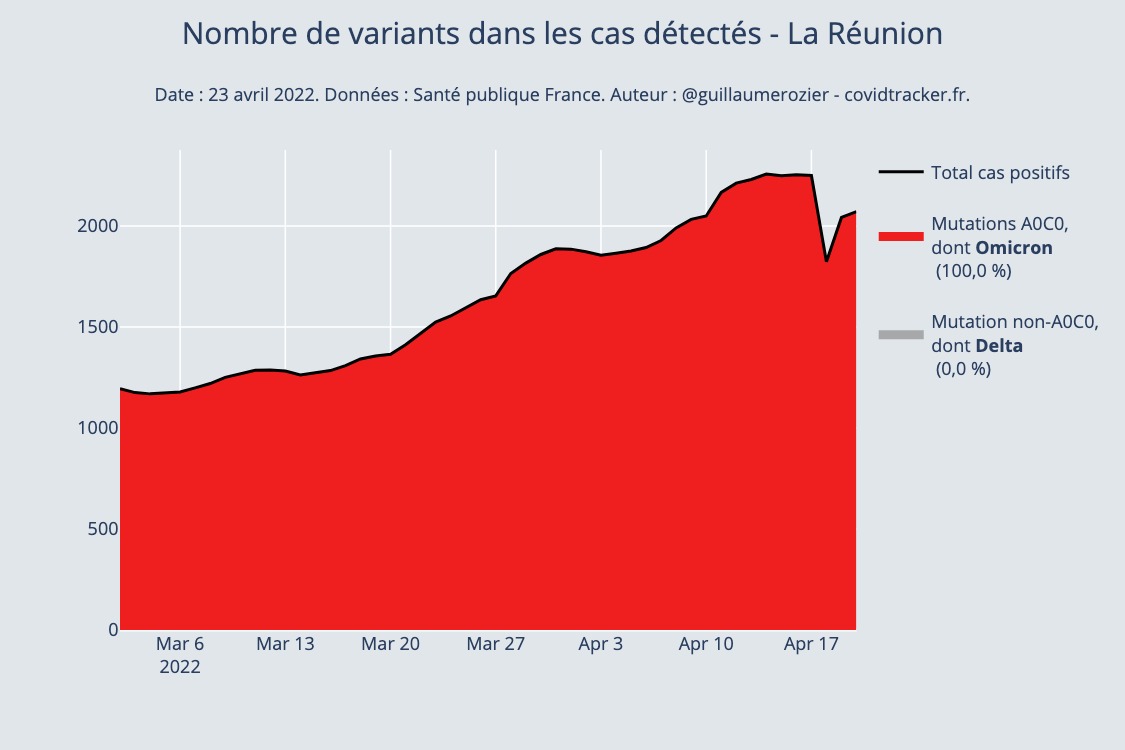 Nombre de variants dans les cas détectés - La Réunion
Date : 23 avril 2022. Données : Santé publique France. Auteur : @guillaumerozier - covidtracker.fr.
Total cas positifs
Mutations A0C0,
dont Omicron
(100,0 %)
Mutation non-A0C0,
dont Delta
(0,0 %)
2000
1500
1000
500
0
Mar 6
2022
Mar 13
Mar 20
Mar 27
Apr 3
Apr 10
Apr 17